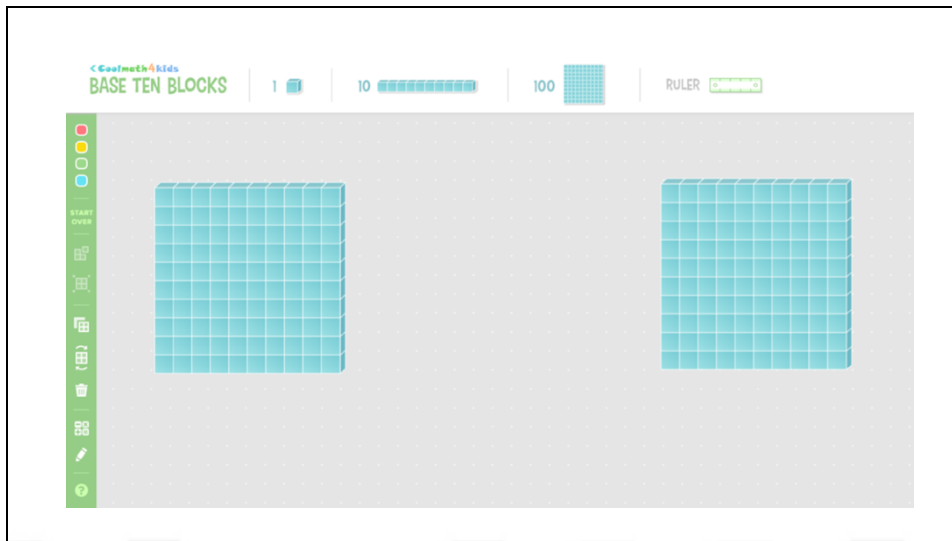 <Coolmath4kids
BASE TEN BLOCKS
1
10
100
RULER
START
OVER
?